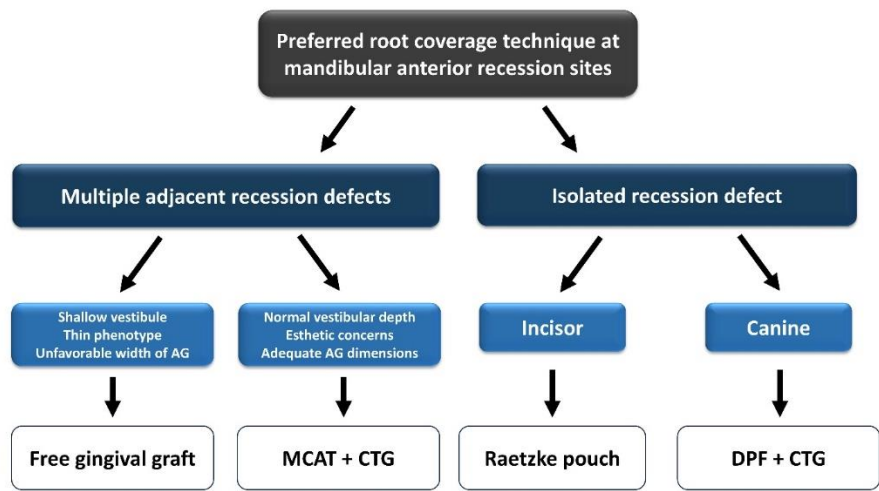 Preferred root coverage technique at
mandibular anterior recession sites
Multiple adjacent recession defects
Isolated recession defect
Shallow vestibule
Thin phenotype
Unfavorable width of AG
Normal vestibular depth
Esthetic concerns
Adequate AG dimensions
Incisor
Canine
Free gingival graft
MCAT + CTG
Raetzke pouch
DPF + CTG